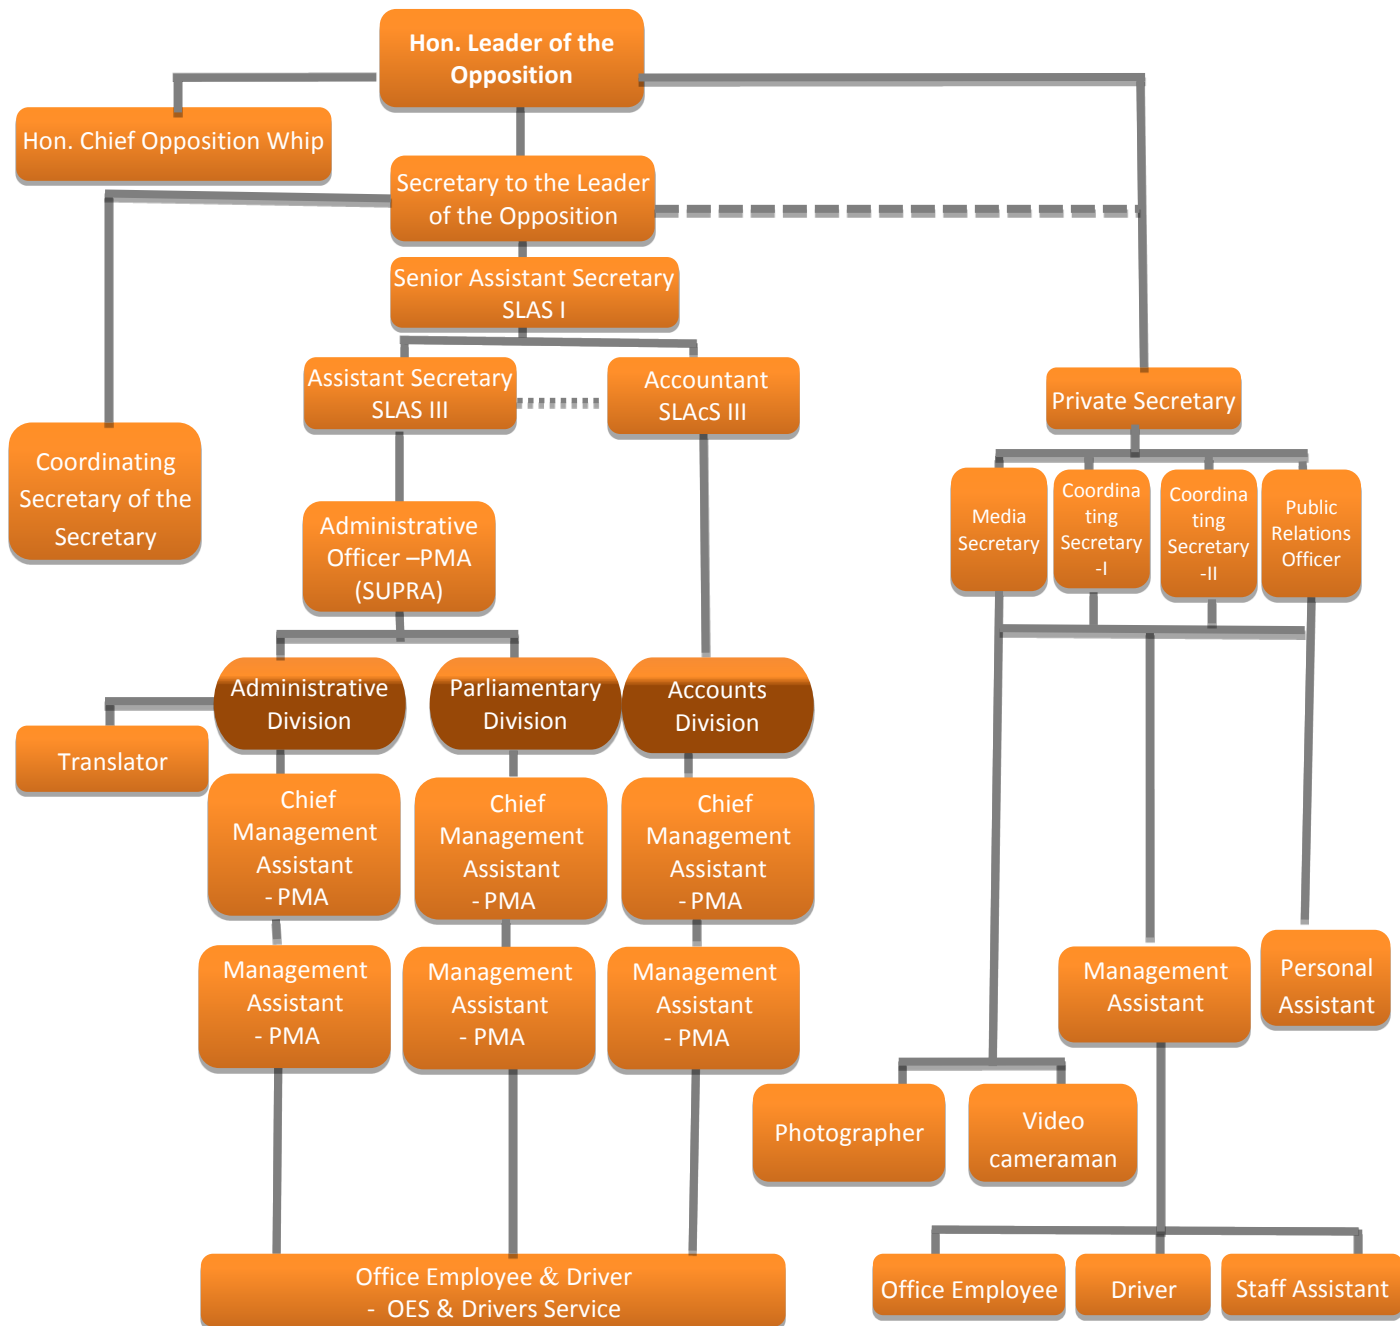 Hon. Leader of the
Opposition
Hon. Chief Opposition Whip
Secretary to the Leader
of the Opposition
Senior Assistant Secretary
SLAS I
Assistant Secretary
SLAS III
Accountant
SLAcS III
Private Secretary
Coordinating
Secretary of the
Secretary
Media
Secretary
Coordina
ting
Secretary
-I
Coordina
ting
Secretary
-II
Public
Relations
Officer
Administrative
Officer –PMA
(SUPRA)
Administrative
Division
Parliamentary
Division
Accounts
Division
Translator
Chief
Management
Assistant
- PMA
Chief
Management
Assistant
- PMA
Chief
Management
Assistant
- PMA
Management
Assistant
- PMA
Management
Assistant
- PMA
Management
Assistant
- PMA
Management
Assistant
Personal
Assistant
Photographer
Video
cameraman
Office Employee & Driver
- OES & Drivers Service
Office Employee
Driver
Staff Assistant